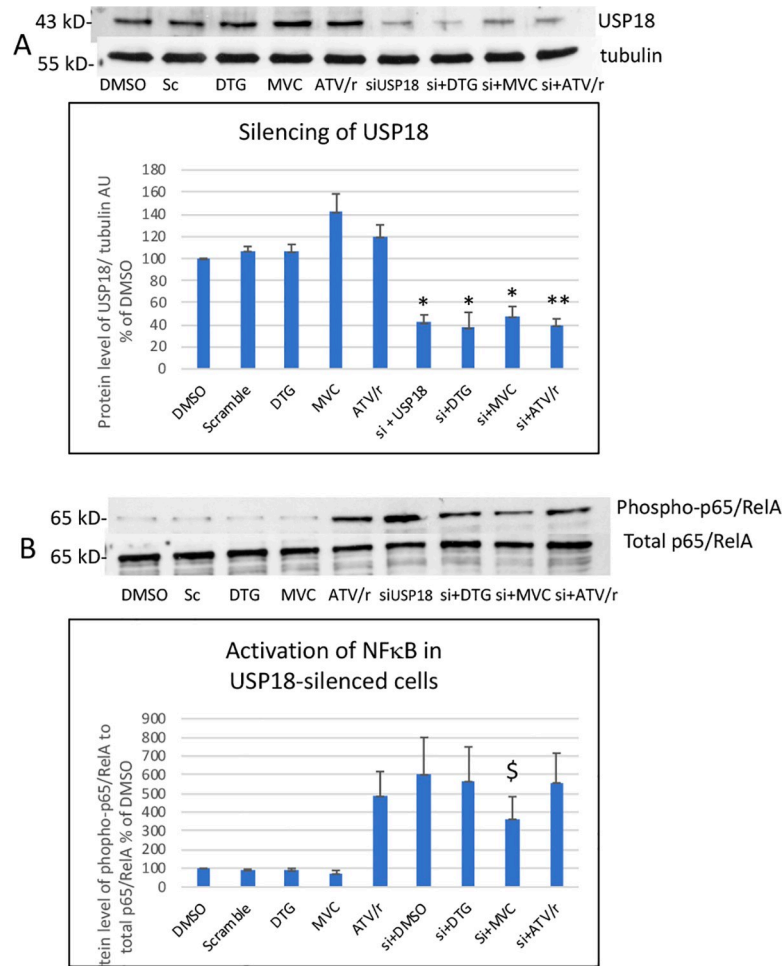 A
43 kD-
USP18
55 kD-
tubulin
DMSO Sc DTG MVC ATV/r siUSP18 si+DTG si+MVC si+ATV/r
Silencing of USP18
Protein level of USP18/ tubulin AU
% of DMSO
180
160
140
120
100
80
60
40
20
0
* * * **
DMSO Scramble DTG MVC ATV/r si + USP18 si+DTG si+MVC si+ATV/r
B
65 kD-
Phospho-p65/RelA
65 kD-
Total p65/RelA
DMSO Sc DTG MVC ATV/r siUSP18 si+DTG si+MVC si+ATV/r
Activation of NFκB in
USP18-silenced cells
tein level of phopho-p65/RelA to
total p65/RelA % of DMSO
900
800
700
600
500
400
300
200
100
0
$
DMSO Scramble DTG MVC ATV/r si+DMSO si+DTG Si+MVC si+ATV/r